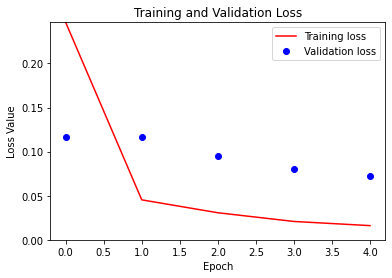 Training and Validation Loss
Training loss
Validation loss
Loss Value
0.20
0.15
0.10
0.05
0.00
0.0 0.5 1.0 1.5 2.0 2.5 3.0 3.5 4.0
Epoch